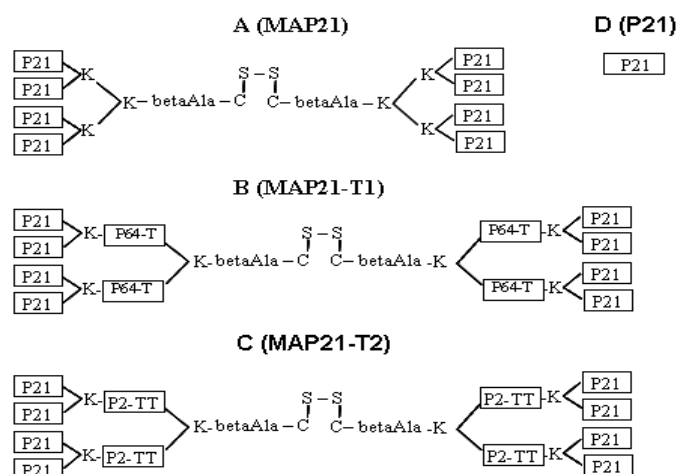 A (MAP21)
D (P21)
P21 K P21
P21
K
S – S
K– betaAla – C C– betaAla – K
K P21
P21
P21
P21 K
P21
K P21
P21
B (MAP21-T1)
P21
P21
K- P64-T
S – S
P64-T -K P21
P21
K- betaAla – C C– betaAla -K
P21
P21
K- P64-T
P64-T -K P21
P21
C (MAP21-T2)
P21
P21
K- P2-TT
S – S
P2-TT -K P21
P21
K- betaAla – C C– betaAla -K
P21
P21
K- P2-TT
P2-TT -K P21
P21